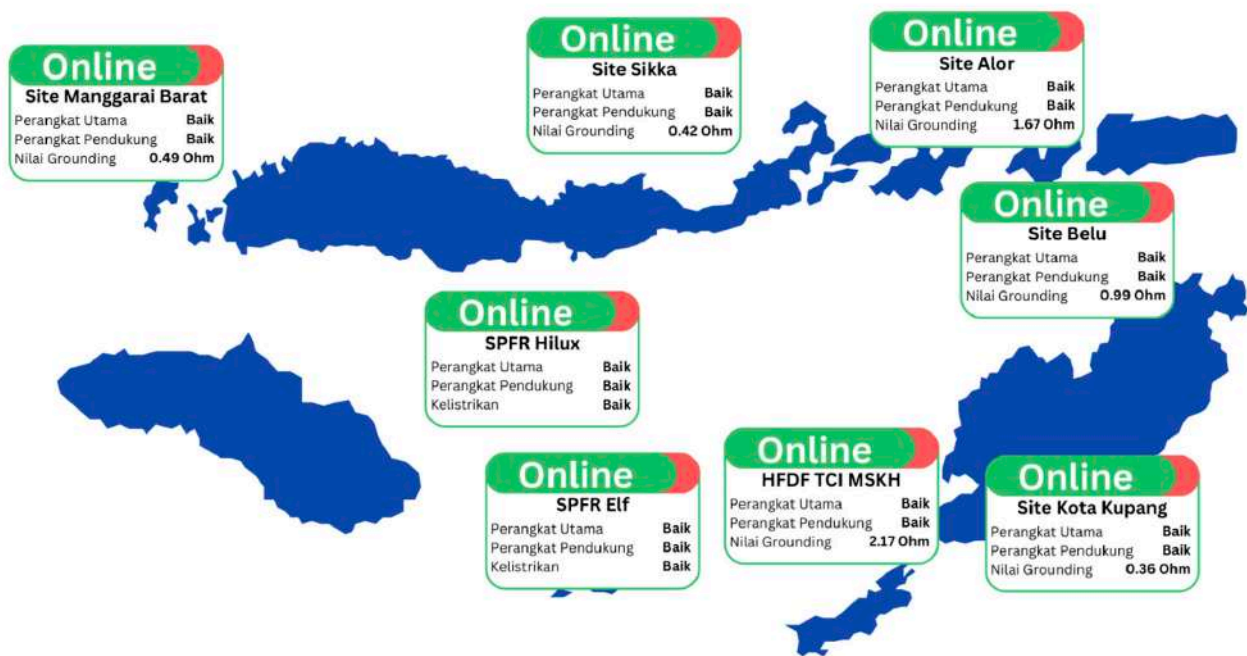 Online
Site Manggarai Barat
Perangkat Utama Baik
Perangkat Pendukung Baik
Nilai Grounding 0.49 Ohm
Online
Site Sikka
Perangkat Utama Baik
Perangkat Pendukung Baik
Nilai Grounding 0.42 Ohm
Online
Site Alor
Perangkat Utama Baik
Perangkat Pendukung Baik
Nilai Grounding 1.67 Ohm
Online
Site Belu
Perangkat Utama Baik
Perangkat Pendukung Baik
Nilai Grounding 0.99 Ohm
Online
SPFR Hilux
Perangkat Utama Baik
Perangkat Pendukung Baik
Kelistrikan Baik
Online
SPFR Elf
Perangkat Utama Baik
Perangkat Pendukung Baik
Kelistrikan Baik
Online
HFDF TCI MSKH
Perangkat Utama Baik
Perangkat Pendukung Baik
Nilai Grounding 2.17 Ohm
Online
Site Kota Kupang
Perangkat Utama Baik
Perangkat Pendukung Baik
Nilai Grounding 0.36 Ohm